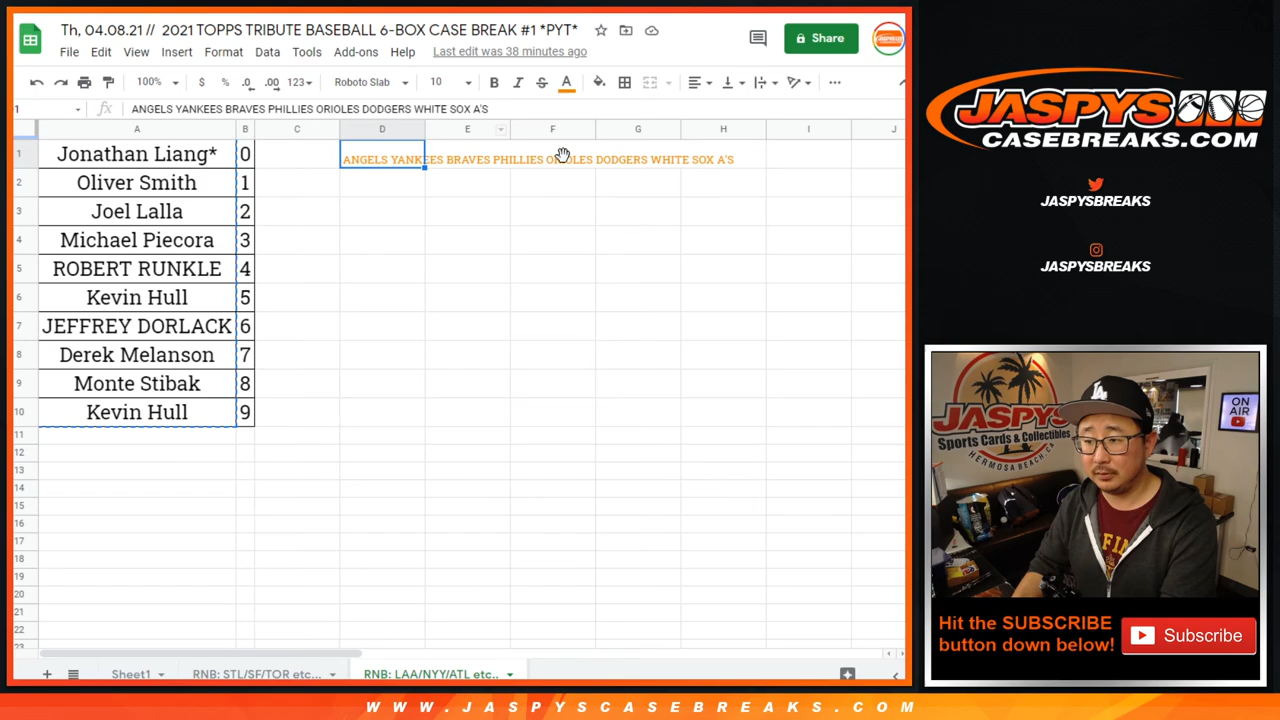 Th, 04.08.21 // 2021 TOPPS TRIBUTE BASEBALL 6-BOX CASE BREAK #1 *PYT*
File Edit View Insert Format Data Tools Add-ons Help Last edit was 38 minutes ago
Share
100% $ % .0 .00 123 Roboto Slab 10 B I S A
1 fx ANGELS YANKEES BRAVES PHILLIES ORIOLES DODGERS WHITE SOX A'S
A B C D E F G H I J
1 Jonathan Liang* 0 ANGELS YANKEES BRAVES PHILLIES ORIOLES DODGERS WHITE SOX A'S
2 Oliver Smith 1
3 Joel Lalla 2
4 Michael Piecora 3
5 ROBERT RUNKLE 4
6 Kevin Hull 5
7 JEFFREY DORLACK 6
8 Derek Melanson 7
9 Monte Stibak 8
10 Kevin Hull 9
11
12
13
14
15
16
17
18
19
20
21
22
23
Sheet1 RNB: STL/SF/TOR etc... RNB: LAA/NYY/ATL etc..
JASPYS
CASEBREAKS.COM
JASPYSBREAKS
JASPYSBREAKS
JASPYS
Sports Cards & Collectibles
HERMOSA BEACH, CA
ON
AIR
LA
Hit the SUBSCRIBE
button down below!
Subscribe
WWW.JASPYSCASEBREAKS.COM